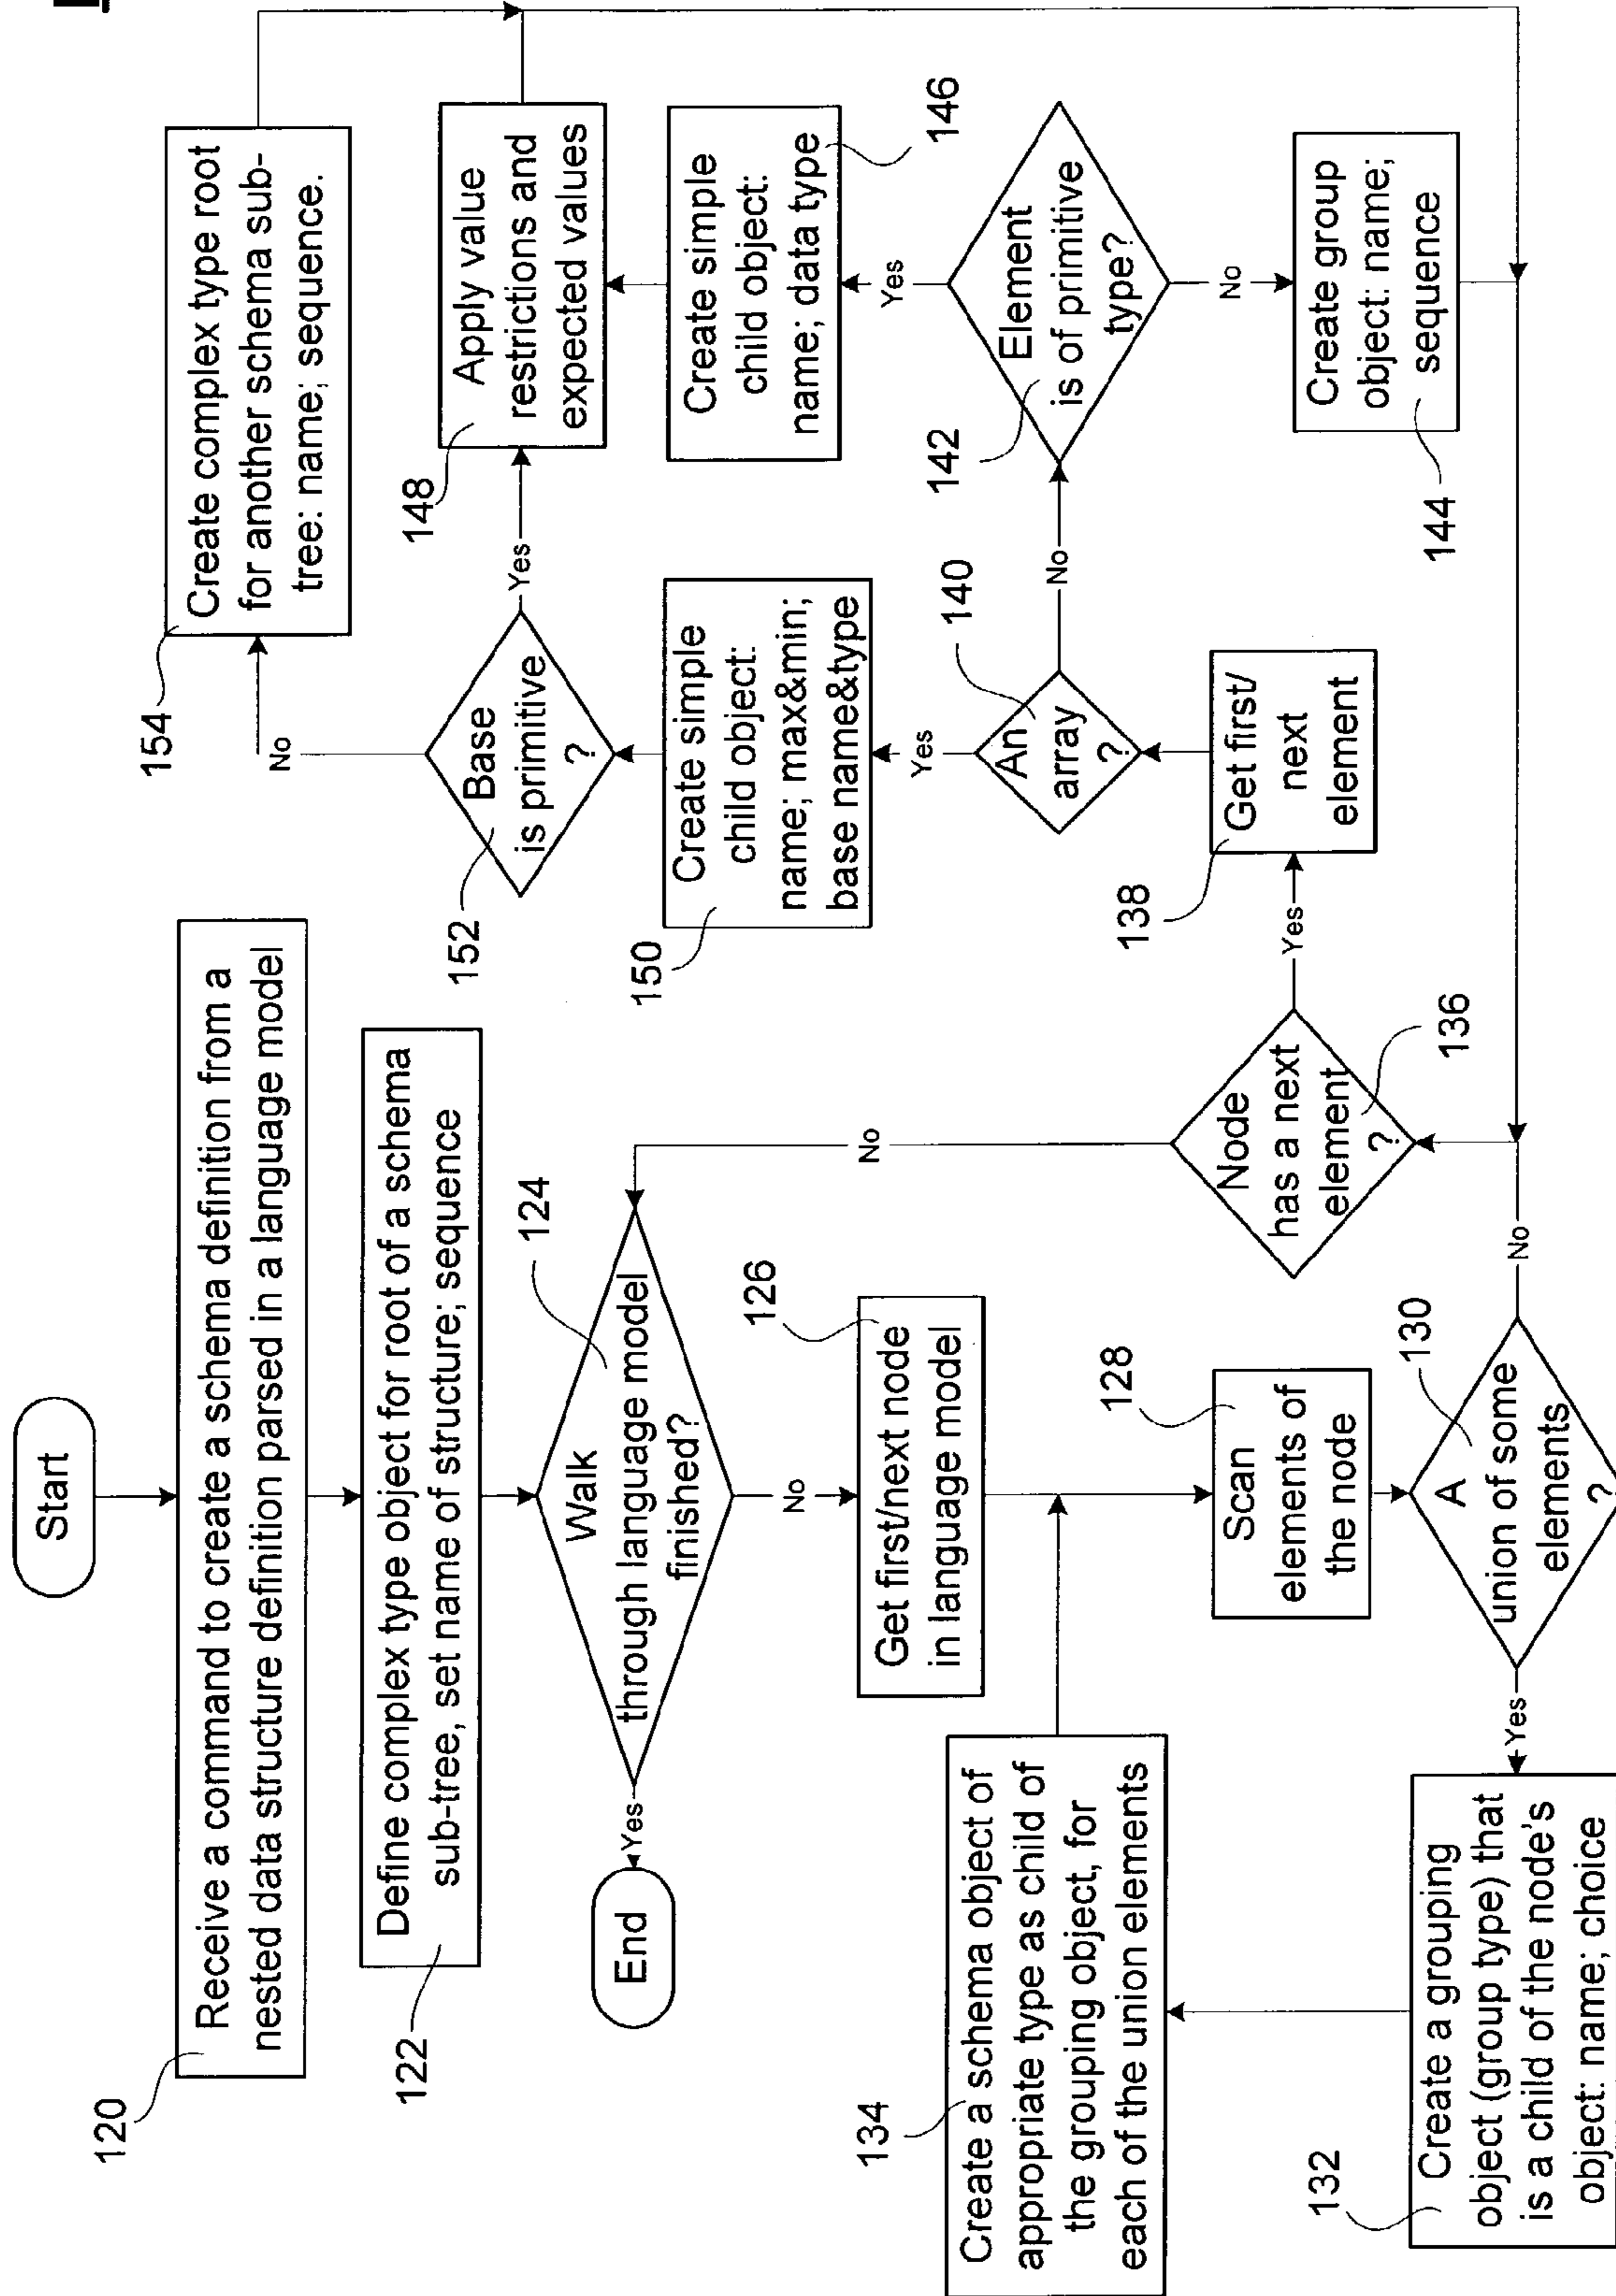 Start
120
Receive a command to create a schema definition from a
nested data structure definition parsed in a language model
122
Define complex type object for root of a schema
sub-tree, set name of structure; sequence
124
Walk
through language model
finished?
Yes
End
No
126
Get first/next node
in language model
128
Scan
elements of
the node
130
A
union of some
elements
?
Yes
No
132
Create a grouping
object (group type) that
is a child of the node's
object: name; choice
134
Create a schema object of
appropriate type as child of
the grouping object, for
each of the union elements
136
Node
has a next
element
?
No
Yes
138
Get first/
next
element
140
An
array
?
Yes
No
142
Element
is of primitive
type?
Yes
No
144
Create group
object: name;
sequence
146
Create simple
child object:
name; data type
148
Apply value
restrictions and
expected values
150
Create simple
child object:
name; max&min;
base name&type
152
Base
is primitive
?
Yes
No
154
Create complex type root
for another schema sub-
tree: name; sequence.